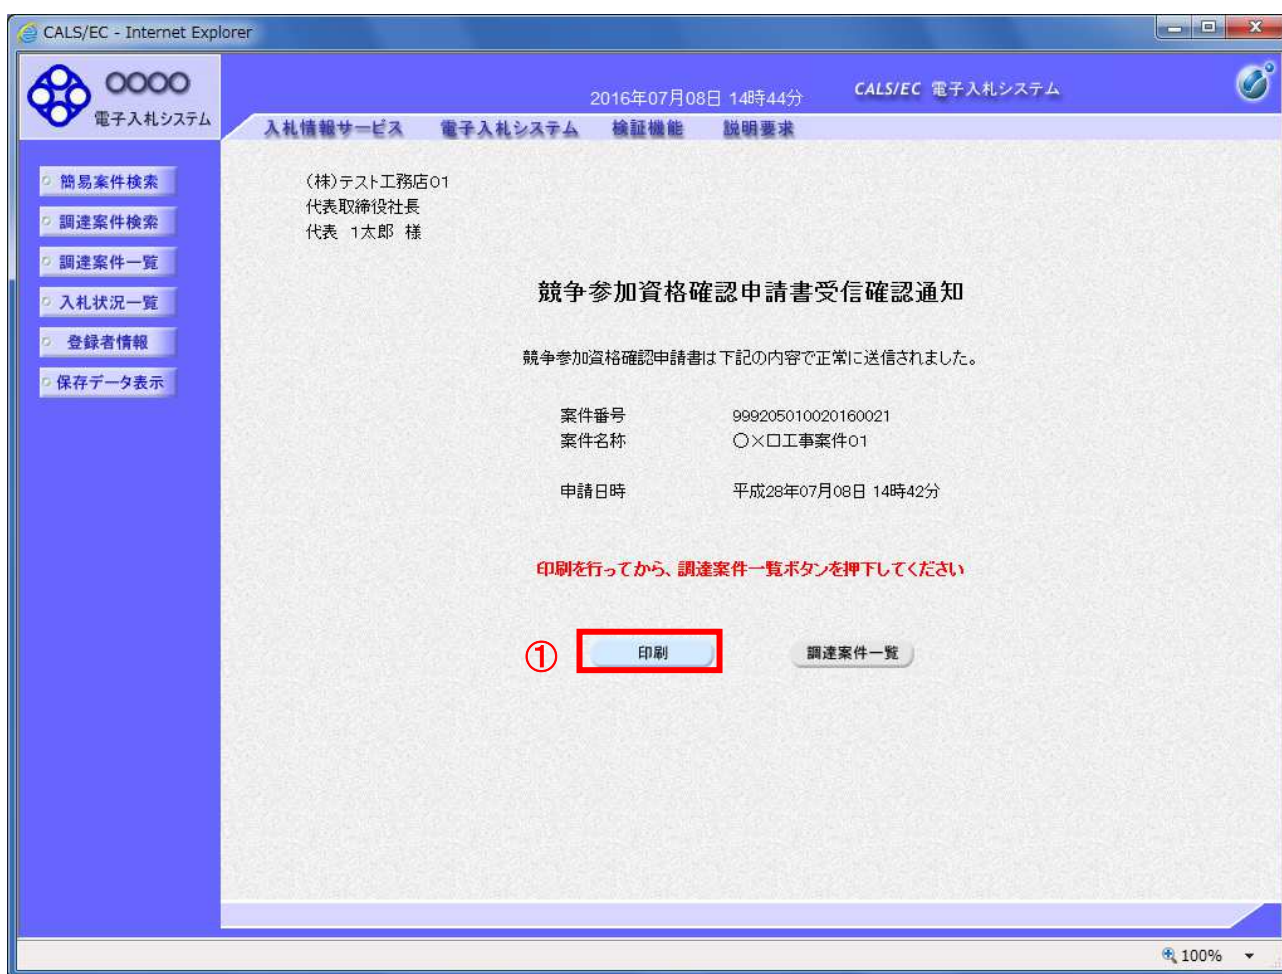 CALS/EC - Internet Explorer
○○○○
電子入札システム
2016年07月08日 14時44分
CALS/EC 電子入札システム
入札情報サービス 電子入札システム 検証機能 説明要求
簡易案件検索
調達案件検索
調達案件一覧
入札状況一覧
登録者情報
保存データ表示
(株)テスト工務店01
代表取締役社長
代表 1太郎 様
競争参加資格確認申請書受信確認通知
競争参加資格確認申請書は下記の内容で正常に送信されました。
案件番号 999205010020160021
案件名称 ○×口工事案件01
申請日時 平成28年07月08日 14時42分
印刷を行ってから、調達案件一覧ボタンを押下してください
① 印刷 調達案件一覧
100%